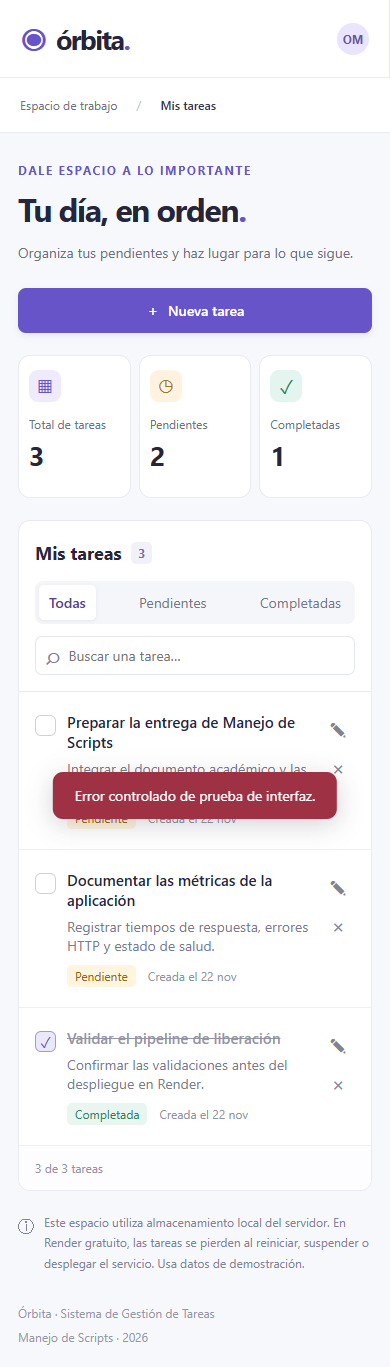 órbita.
OM
Espacio de trabajo / Mis tareas
DALE ESPACIO A LO IMPORTANTE
Tu día, en orden.
Organiza tus pendientes y haz lugar para lo que sigue.
+ Nueva tarea
Total de tareas
3
Pendientes
2
Completadas
1
Mis tareas 3
Todas Pendientes Completadas
Buscar una tarea...
Preparar la entrega de Manejo de
Scripts
Integrar el documento académico y las
Error controlado de prueba de interfaz.
Pendiente Creada el 22 nov
Documentar las métricas de la
aplicación
Registrar tiempos de respuesta, errores
HTTP y estado de salud.
Pendiente Creada el 22 nov
Validar el pipeline de liberación
Confirmar las validaciones antes del
despliegue en Render.
Completada Creada el 22 nov
3 de 3 tareas
Este espacio utiliza almacenamiento local del servidor. En
Render gratuito, las tareas se pierden al reiniciar, suspender o
desplegar el servicio. Usa datos de demostración.
Órbita · Sistema de Gestión de Tareas
Manejo de Scripts · 2026